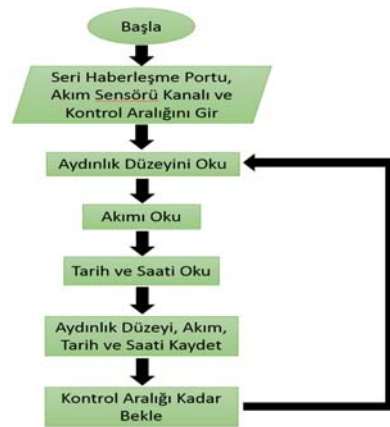 Başla
Seri Haberleşme Portu,
Akım Sensörü Kanalı ve
Kontrol Aralığını Gir
Aydınlık Düzeyini Oku
Akımı Oku
Tarih ve Saati Oku
Aydınlık Düzeyi, Akım,
Tarih ve Saati Kaydet
Kontrol Aralığı Kadar
Bekle